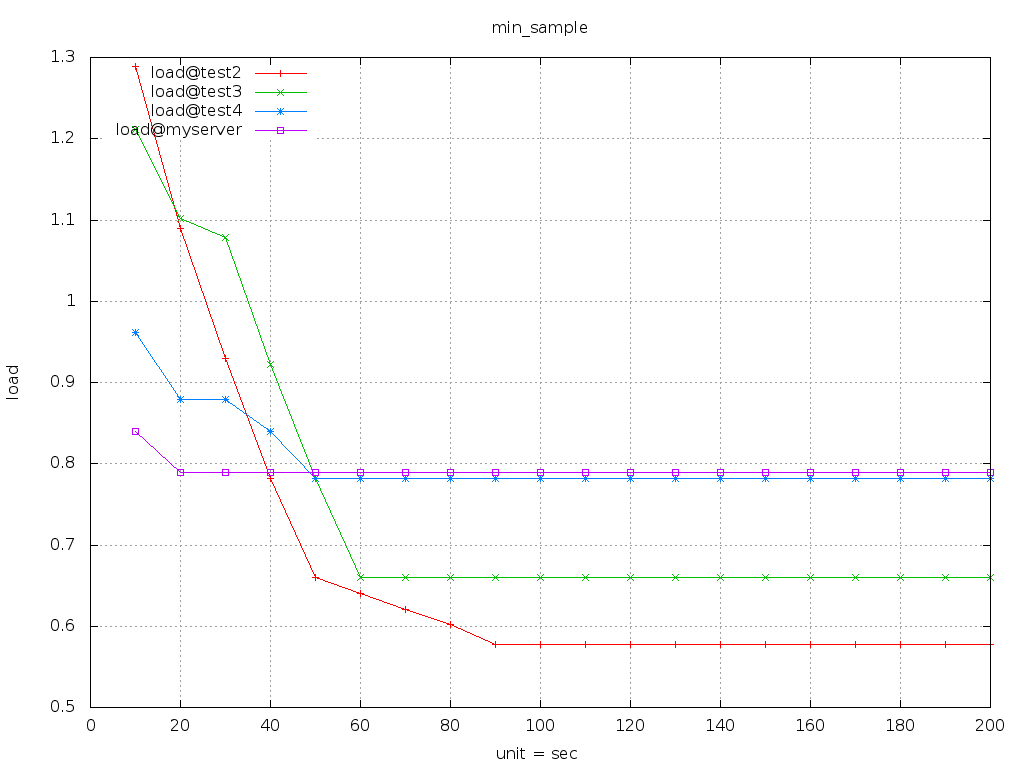 min_sample
1.3
load@test2
load@test3
load@test4
load@myserver
1.2
1.1
1
0.9
load
0.8
0.7
0.6
0.5
0 20 40 60 80 100 120 140 160 180 200
unit = sec